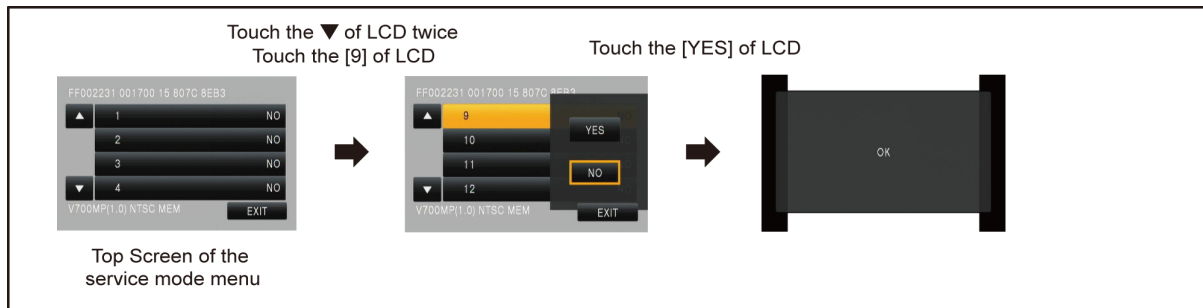 Touch the ▼ of LCD twice
Touch the [9] of LCD
Touch the [YES] of LCD
FF002231 001700 15 807C 8EB3
▲ 1 NO
2 NO
3 NO
▼ 4 NO
V700MP(1.0) NTSC MEM EXIT
Top Screen of the
service mode menu
FF002231 001700 15 807C 8EB3
▲ 9
10
11
▼ 12
YES
NO
V700MP(1.0) NTSC MEM EXIT
OK